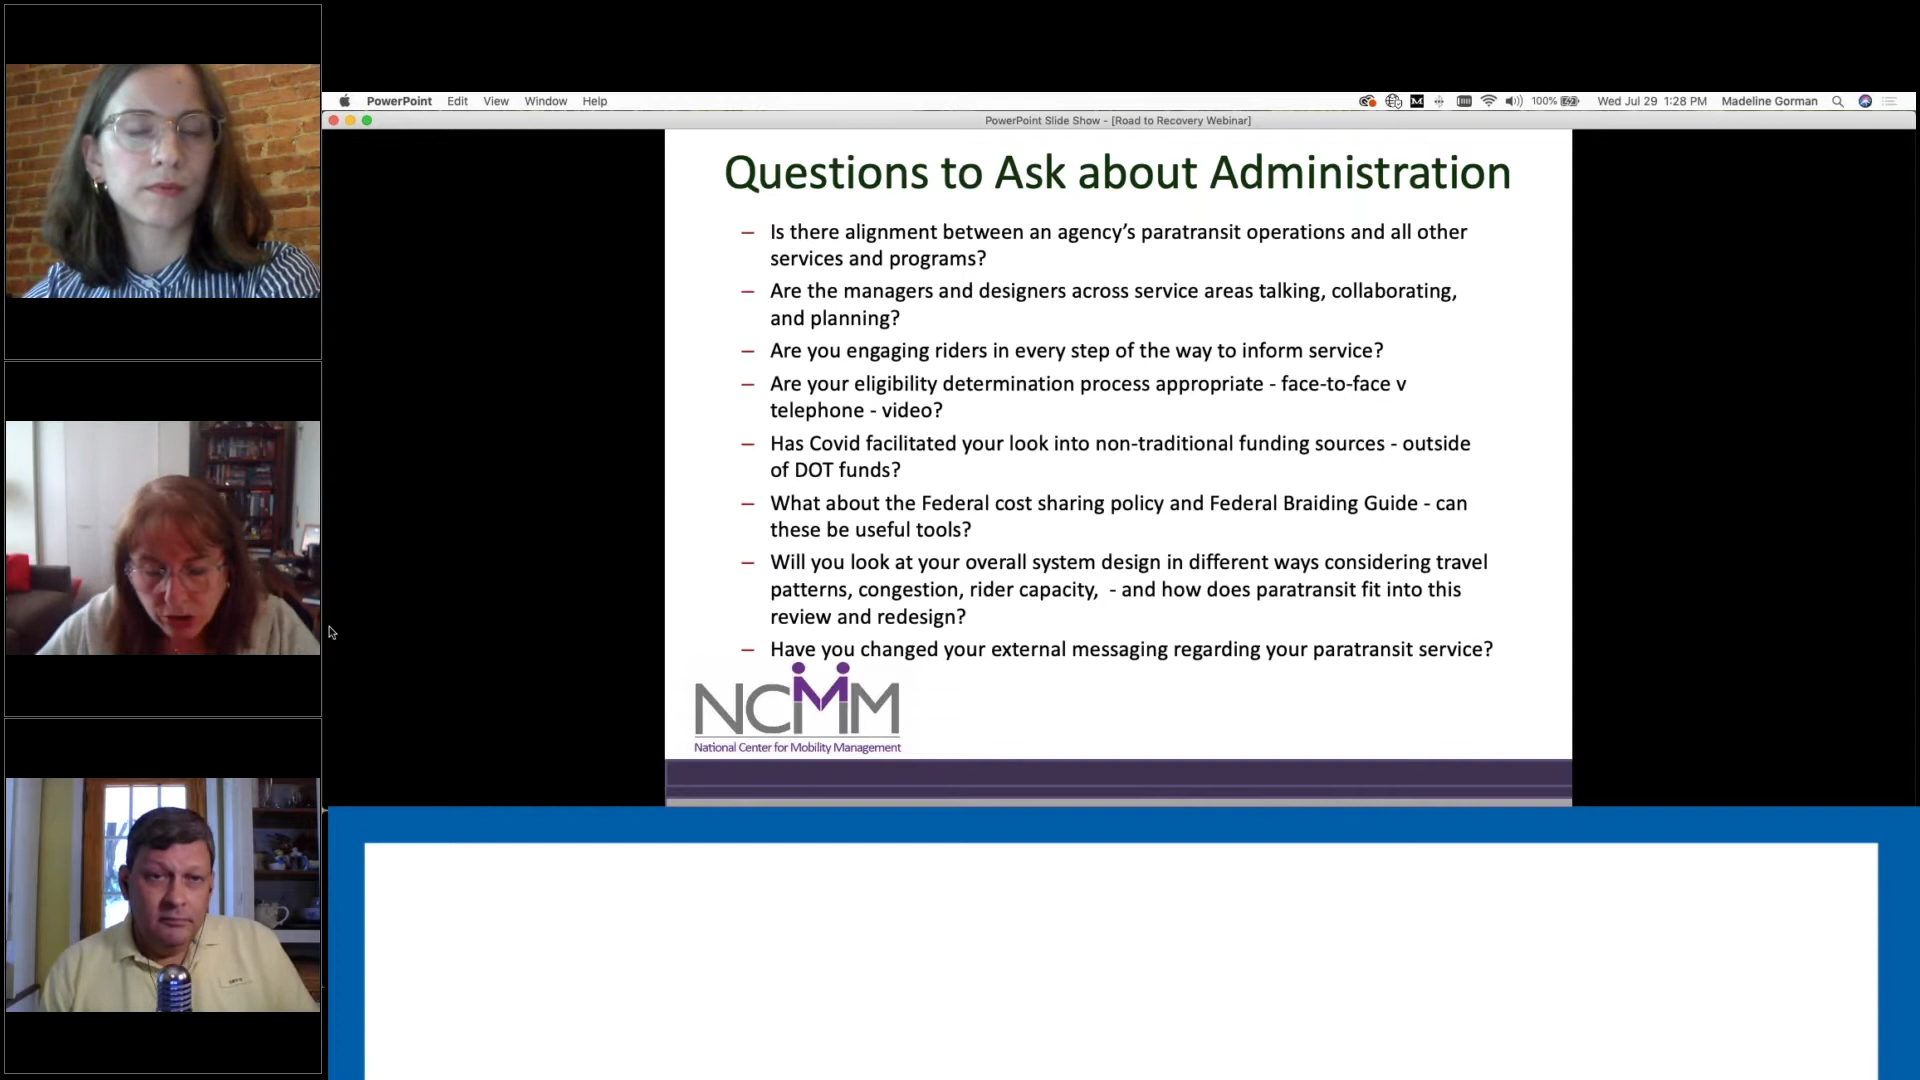 PowerPoint Edit View Window Help 100% Wed Jul 29 1:28 PM Madeline Gorman
PowerPoint Slide Show - [Road to Recovery Webinar]
Questions to Ask about Administration
– Is there alignment between an agency's paratransit operations and all other
services and programs?
– Are the managers and designers across service areas talking, collaborating,
and planning?
– Are you engaging riders in every step of the way to inform service?
– Are your eligibility determination process appropriate - face-to-face v
telephone - video?
– Has Covid facilitated your look into non-traditional funding sources - outside
of DOT funds?
– What about the Federal cost sharing policy and Federal Braiding Guide - can
these be useful tools?
– Will you look at your overall system design in different ways considering travel
patterns, congestion, rider capacity,  - and how does paratransit fit into this
review and redesign?
– Have you changed your external messaging regarding your paratransit service?
NCMM
National Center for Mobility Management